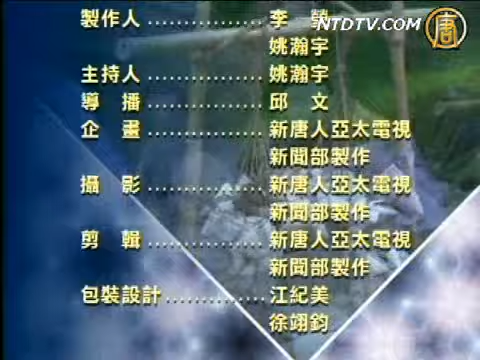 NTDTV.COM
唐
製作人................李 瑩
姚瀚宇
主持人................姚瀚宇
導 播................邱 文
企 畫................新唐人亞太電視
新聞部製作
攝 影................新唐人亞太電視
新聞部製作
剪 輯................新唐人亞太電視
新聞部製作
包裝設計..............江紀美
徐翊鈞